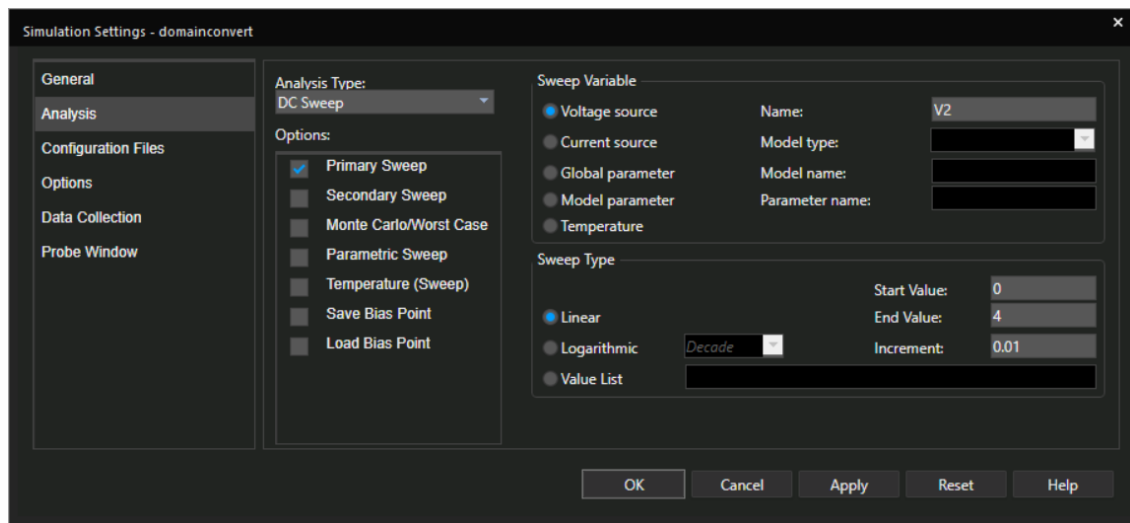 Simulation Settings - domainconvert
×
General
Analysis
Configuration Files
Options
Data Collection
Probe Window
Analysis Type:
DC Sweep
Options:
Primary Sweep
Secondary Sweep
Monte Carlo/Worst Case
Parametric Sweep
Temperature (Sweep)
Save Bias Point
Load Bias Point
Sweep Variable
Voltage source Name: V2
Current source Model type:
Global parameter Model name:
Model parameter Parameter name:
Temperature
Sweep Type
Start Value: 0
Linear End Value: 4
Logarithmic Decade Increment: 0.01
Value List
OK Cancel Apply Reset Help